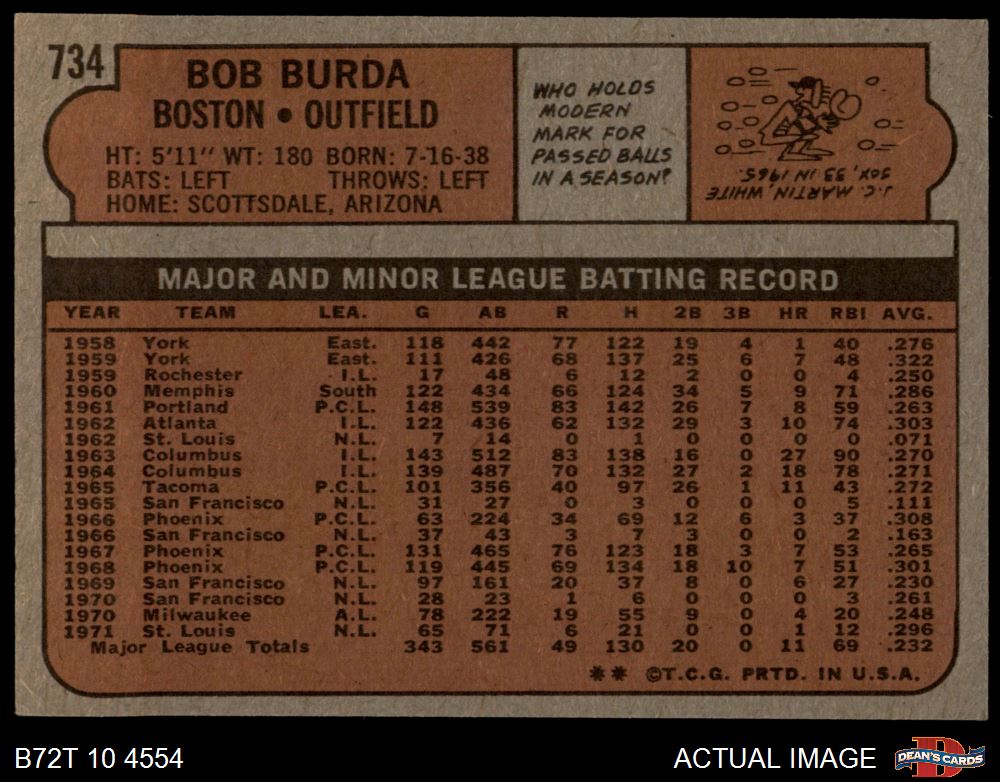 734
BOB BURDA
BOSTON • OUTFIELD
HT: 5'11" WT: 180 BORN: 7-16-38
BATS: LEFT THROWS: LEFT
HOME: SCOTTSDALE, ARIZONA
WHO HOLDS
MODERN
MARK FOR
PASSED BALLS
IN A SEASON?
J.C. MARTIN, WHITE
SOX, 33 IN 1965.
MAJOR AND MINOR LEAGUE BATTING RECORD
YEAR TEAM LEA. G AB R H 2B 3B HR RBI AVG.
1958 York East. 118 442 77 122 19 4 1 40 .276
1959 York East. 111 426 68 137 25 6 7 48 .322
1959 Rochester I.L. 17 48 6 12 2 0 0 4 .250
1960 Memphis South 122 434 66 124 34 5 9 71 .286
1961 Portland P.C.L. 148 539 83 142 26 7 8 59 .263
1962 Atlanta I.L. 122 436 62 132 29 3 10 74 .303
1962 St. Louis N.L. 7 14 0 1 0 0 0 0 .071
1963 Columbus I.L. 143 512 83 138 16 0 27 90 .270
1964 Columbus I.L. 139 487 70 132 27 2 18 78 .271
1965 Tacoma P.C.L. 101 356 40 97 26 1 11 43 .272
1965 San Francisco N.L. 31 27 0 3 0 0 0 5 .111
1966 Phoenix P.C.L. 63 224 34 69 12 6 3 37 .308
1966 San Francisco N.L. 37 43 3 7 3 0 0 2 .163
1967 Phoenix P.C.L. 131 465 76 123 18 3 7 53 .265
1968 Phoenix P.C.L. 119 445 69 134 18 10 7 51 .301
1969 San Francisco N.L. 97 161 20 37 8 0 6 27 .230
1970 San Francisco N.L. 28 23 1 6 0 0 0 3 .261
1970 Milwaukee A.L. 78 222 19 55 9 0 4 20 .248
1971 St. Louis N.L. 65 71 6 21 0 0 1 12 .296
Major League Totals 343 561 49 130 20 0 11 69 .232
** ©T.C.G. PRTD. IN U.S.A.
B72T 10 4554
ACTUAL IMAGE
D
DEAN'S CARDS